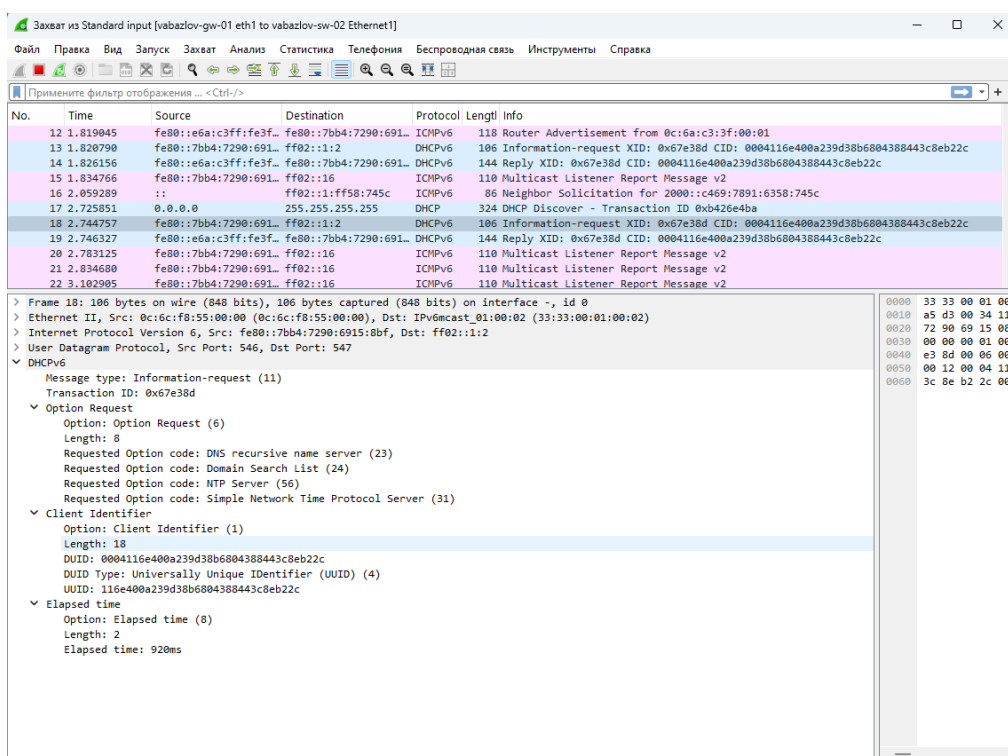 Захват из Standard input [vabazlov-gw-01 eth1 to vabazlov-sw-02 Ethernet1]
Файл Правка Вид Запуск Захват Анализ Статистика Телефония Беспроводная связь Инструменты Справка
Примените фильтр отображения ... <Ctrl-/>
No. Time Source Destination Protocol Lengtl Info
12 1.819045 fe80::e6a:c3ff:fe3f… fe80::7bb4:7290:691… ICMPv6 118 Router Advertisement from 0c:6a:c3:3f:00:01
13 1.820790 fe80::7bb4:7290:691… ff02::1:2 DHCPv6 106 Information-request XID: 0x67e38d CID: 0004116e400a239d38b6804388443c8eb22c
14 1.826156 fe80::e6a:c3ff:fe3f… fe80::7bb4:7290:691… DHCPv6 144 Reply XID: 0x67e38d CID: 0004116e400a239d38b6804388443c8eb22c
15 1.834766 fe80::7bb4:7290:691… ff02::16 ICMPv6 110 Multicast Listener Report Message v2
16 2.059289 :: ff02::1:ff58:745c ICMPv6 86 Neighbor Solicitation for 2000::c469:7891:6358:745c
17 2.725851 0.0.0.0 255.255.255.255 DHCP 324 DHCP Discover - Transaction ID 0xb426e4ba
18 2.744757 fe80::7bb4:7290:691… ff02::1:2 DHCPv6 106 Information-request XID: 0x67e38d CID: 0004116e400a239d38b6804388443c8eb22c
19 2.746327 fe80::e6a:c3ff:fe3f… fe80::7bb4:7290:691… DHCPv6 144 Reply XID: 0x67e38d CID: 0004116e400a239d38b6804388443c8eb22c
20 2.783125 fe80::7bb4:7290:691… ff02::16 ICMPv6 110 Multicast Listener Report Message v2
21 2.834680 fe80::7bb4:7290:691… ff02::16 ICMPv6 110 Multicast Listener Report Message v2
22 3.102905 fe80::7bb4:7290:691… ff02::16 ICMPv6 110 Multicast Listener Report Message v2
Frame 18: 106 bytes on wire (848 bits), 106 bytes captured (848 bits) on interface -, id 0
Ethernet II, Src: 0c:6c:f8:55:00:00 (0c:6c:f8:55:00:00), Dst: IPv6mcast_01:00:02 (33:33:00:01:00:02)
Internet Protocol Version 6, Src: fe80::7bb4:7290:6915:8bf, Dst: ff02::1:2
User Datagram Protocol, Src Port: 546, Dst Port: 547
DHCPv6
Message type: Information-request (11)
Transaction ID: 0x67e38d
Option Request
Option: Option Request (6)
Length: 8
Requested Option code: DNS recursive name server (23)
Requested Option code: Domain Search List (24)
Requested Option code: NTP Server (56)
Requested Option code: Simple Network Time Protocol Server (31)
Client Identifier
Option: Client Identifier (1)
Length: 18
DUID: 0004116e400a239d38b6804388443c8eb22c
DUID Type: Universally Unique IDentifier (UUID) (4)
UUID: 116e400a239d38b6804388443c8eb22c
Elapsed time
Option: Elapsed time (8)
Length: 2
Elapsed time: 920ms
0000 33 33 00 01 00
0010 a5 d3 00 34 11
0020 72 90 69 15 08
0030 00 00 00 01 00
0040 e3 8d 00 06 00
0050 00 12 00 04 11
0060 3c 8e b2 2c 00